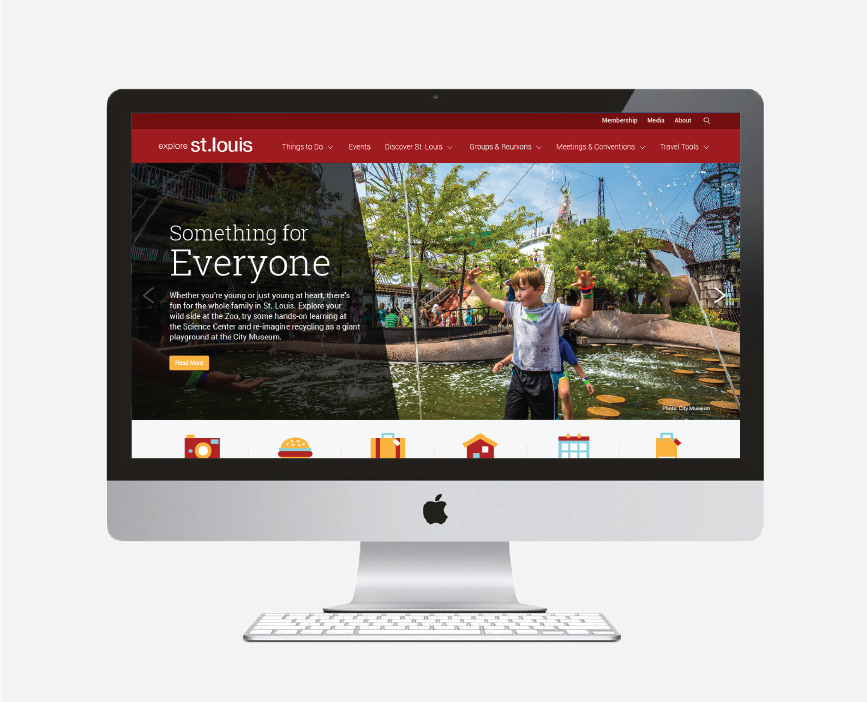 Membership Media About
explore st.louis Things to Do Events Discover St. Louis Groups & Reunions Meetings & Conventions Travel Tools
Something for
Everyone
Whether you're young or just young at heart, there's
fun for the whole family in St. Louis. Explore your
wild side at the Zoo, try some hands-on learning at
the Science Center and re-imagine recycling as a giant
playground at the City Museum.
Read More
Photo: City Museum